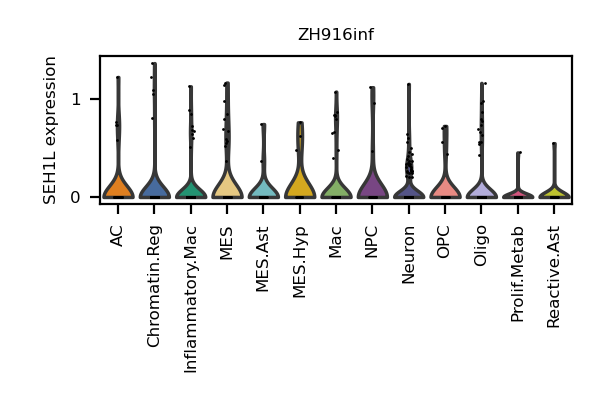 ZH916inf
SEH1L expression
1
0
AC
Chromatin.Reg
Inflammatory.Mac
MES
MES.Ast
MES.Hyp
Mac
NPC
Neuron
OPC
Oligo
Prolif.Metab
Reactive.Ast